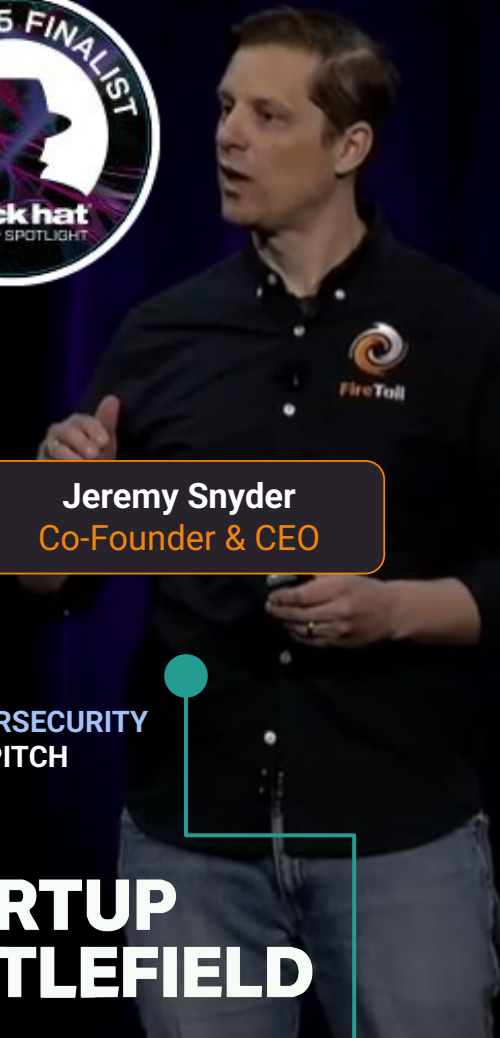 5 FINALIST
ck hat
SPOTLIGHT
FireTail
Jeremy Snyder
Co-Founder & CEO
RSECURITY
PITCH
RTUP
TLEFIELD